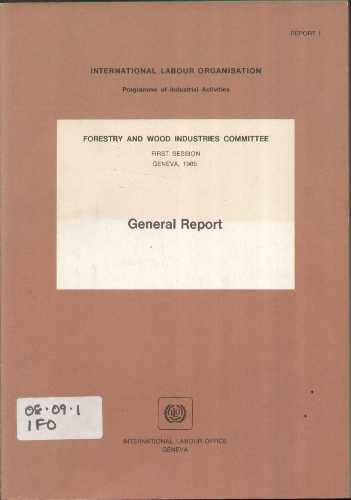 REPORT I
INTERNATIONAL LABOUR ORGANISATION
Programme of Industrial Activities
FORESTRY AND WOOD INDUSTRIES COMMITTEE
FIRST SESSION
GENEVA, 1985
General Report
08·09·1
IFO
INTERNATIONAL LABOUR OFFICE
GENEVA